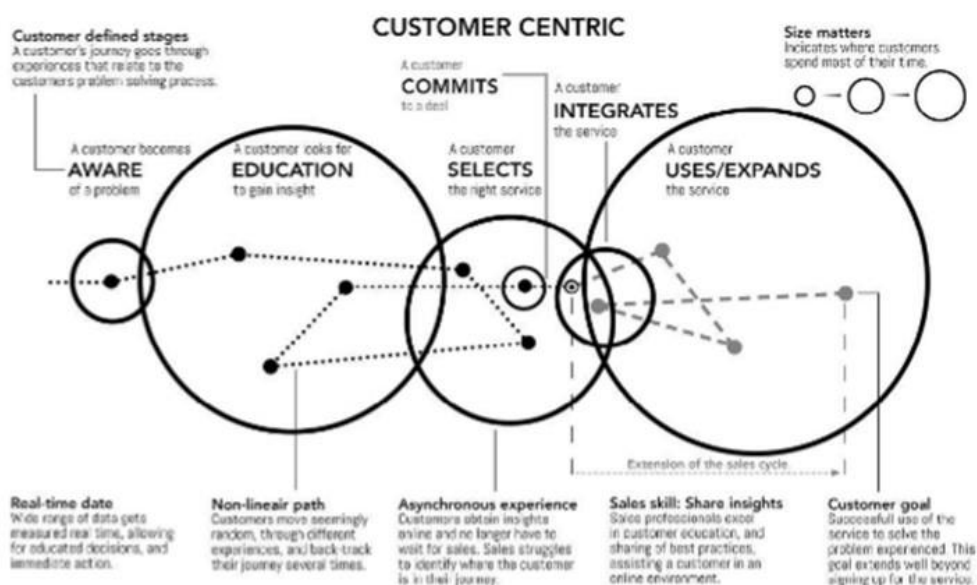 CUSTOMER CENTRIC
Customer defined stages
A customer's journey goes through
experiences that relate to the
customers problem solving process.
Size matters
Indicates where customers
spend most of their time.
A customer
COMMITS
to a deal
A customer
INTEGRATES
the service
A customer becomes
AWARE
of a problem
A customer looks for
EDUCATION
to gain insight
A customer
SELECTS
the right service
A customer
USES/EXPANDS
the service
Extension of the sales cycle
Real-time date
Wide range of data gets
measured real time, allowing
for educated decisions, and
immediate action.
Non-lineair path
Customers move seemingly
random, through different
experiences, and back-track
their journey several times.
Asynchronous experience
Customers obtain insights
online and no longer have to
wait for sales. Sales struggles
to identify where the customer
is in their journey.
Sales skill: Share insights
Sales professionals excel
in customer education, and
sharing of best practices,
assisting a customer in an
online environment.
Customer goal
Successfull use of the
service to solve the
problem experienced. This
goal extends well beyond
signing up for the service